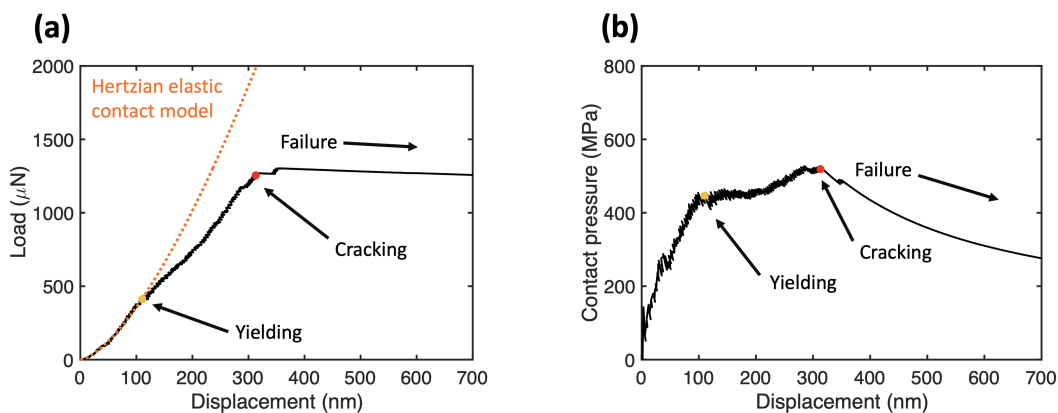 (a)
2000
1500
1000
500
0
Load (μN)
Hertzian elastic
contact model
Failure
Cracking
Yielding
0 100 200 300 400 500 600 700
Displacement (nm)
(b)
800
600
400
200
0
Contact pressure (MPa)
Failure
Cracking
Yielding
0 100 200 300 400 500 600 700
Displacement (nm)